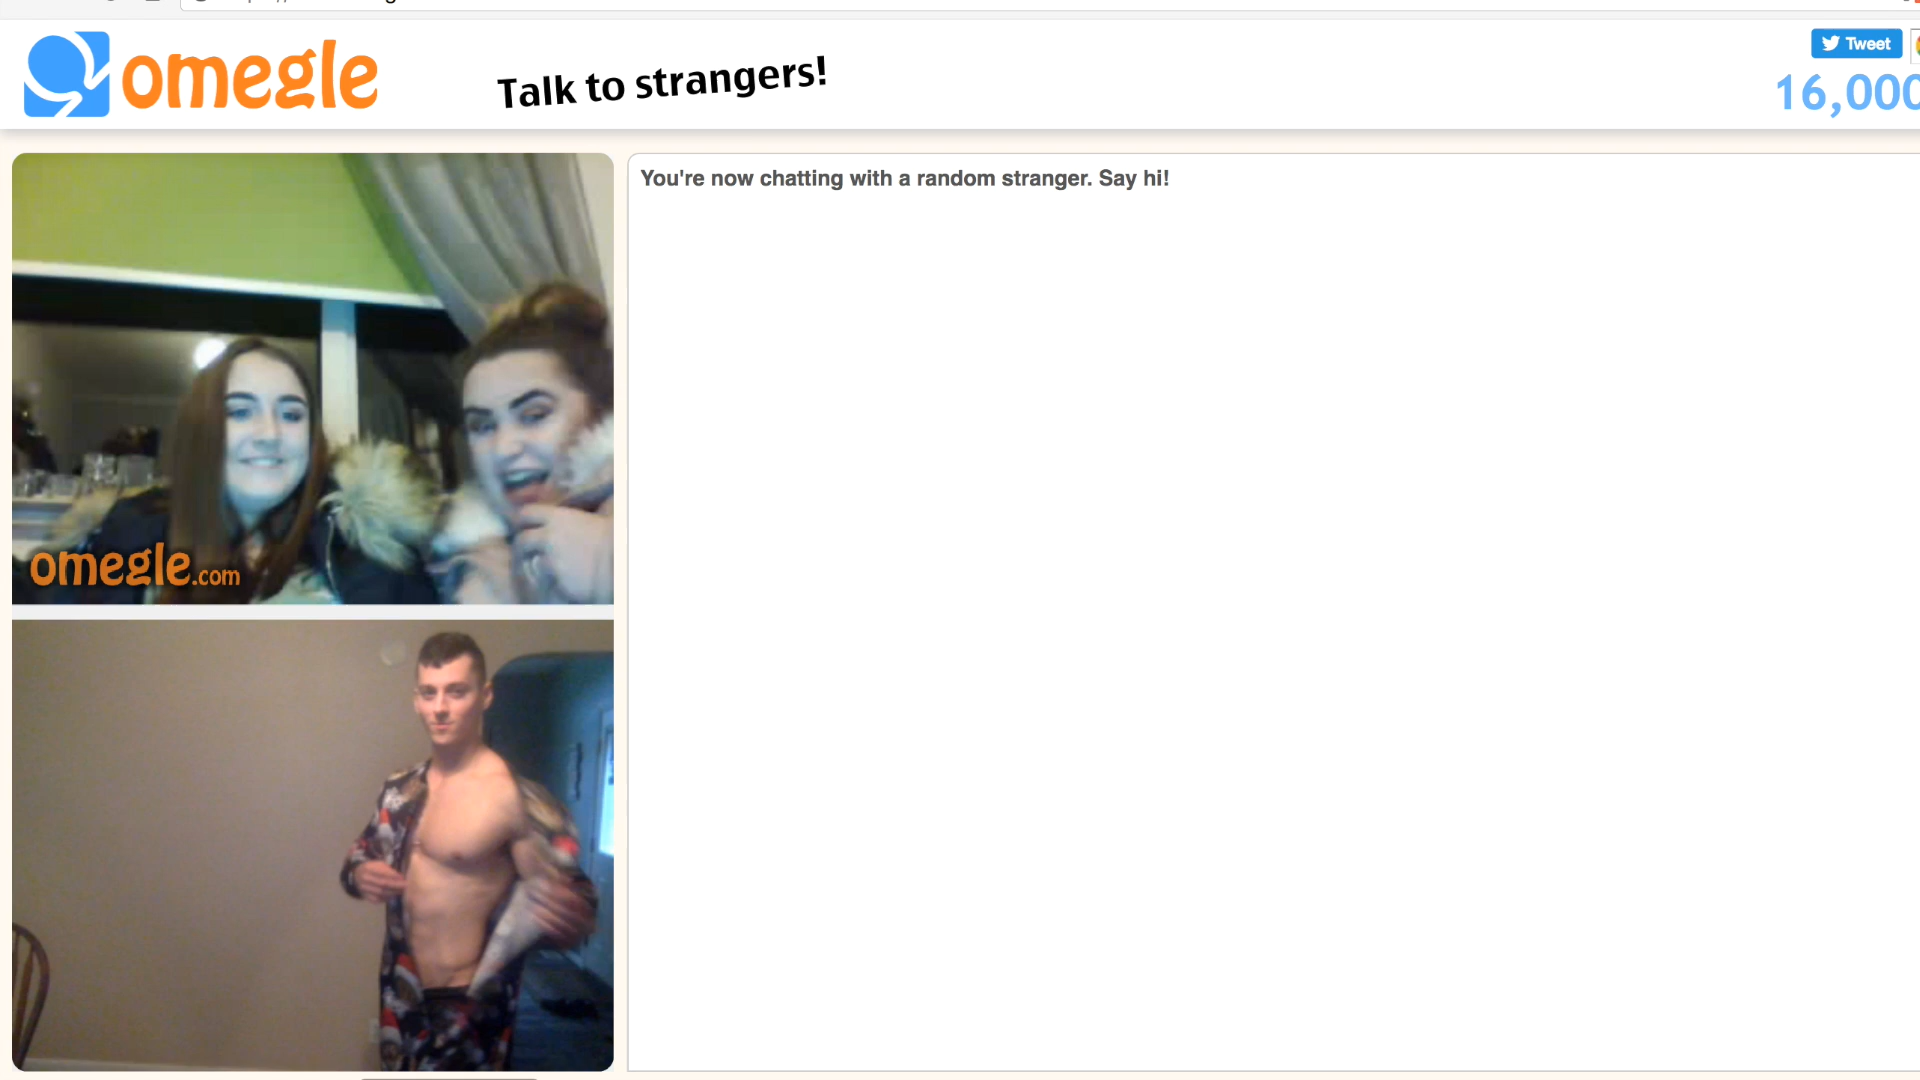 omegle
Talk to strangers!
Tweet
16,000
You're now chatting with a random stranger. Say hi!
omegle.com